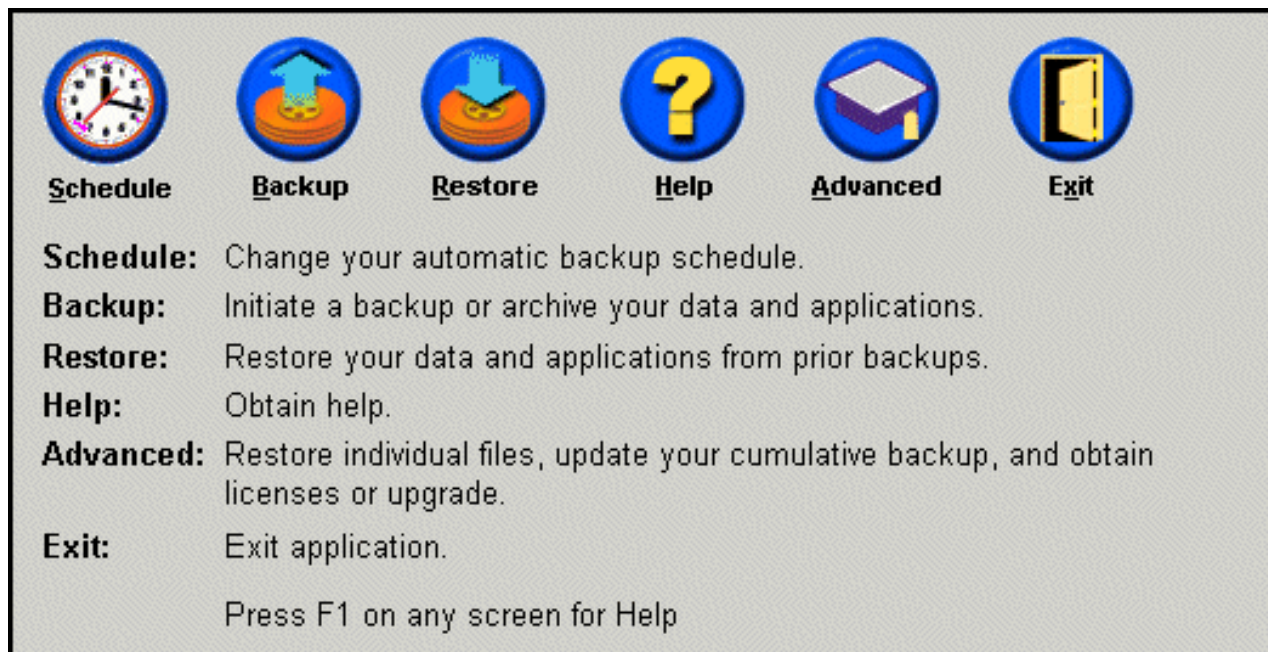 Schedule Backup Restore Help Advanced Exit
Schedule: Change your automatic backup schedule.
Backup: Initiate a backup or archive your data and applications.
Restore: Restore your data and applications from prior backups.
Help: Obtain help.
Advanced: Restore individual files, update your cumulative backup, and obtain
licenses or upgrade.
Exit: Exit application.
Press F1 on any screen for Help